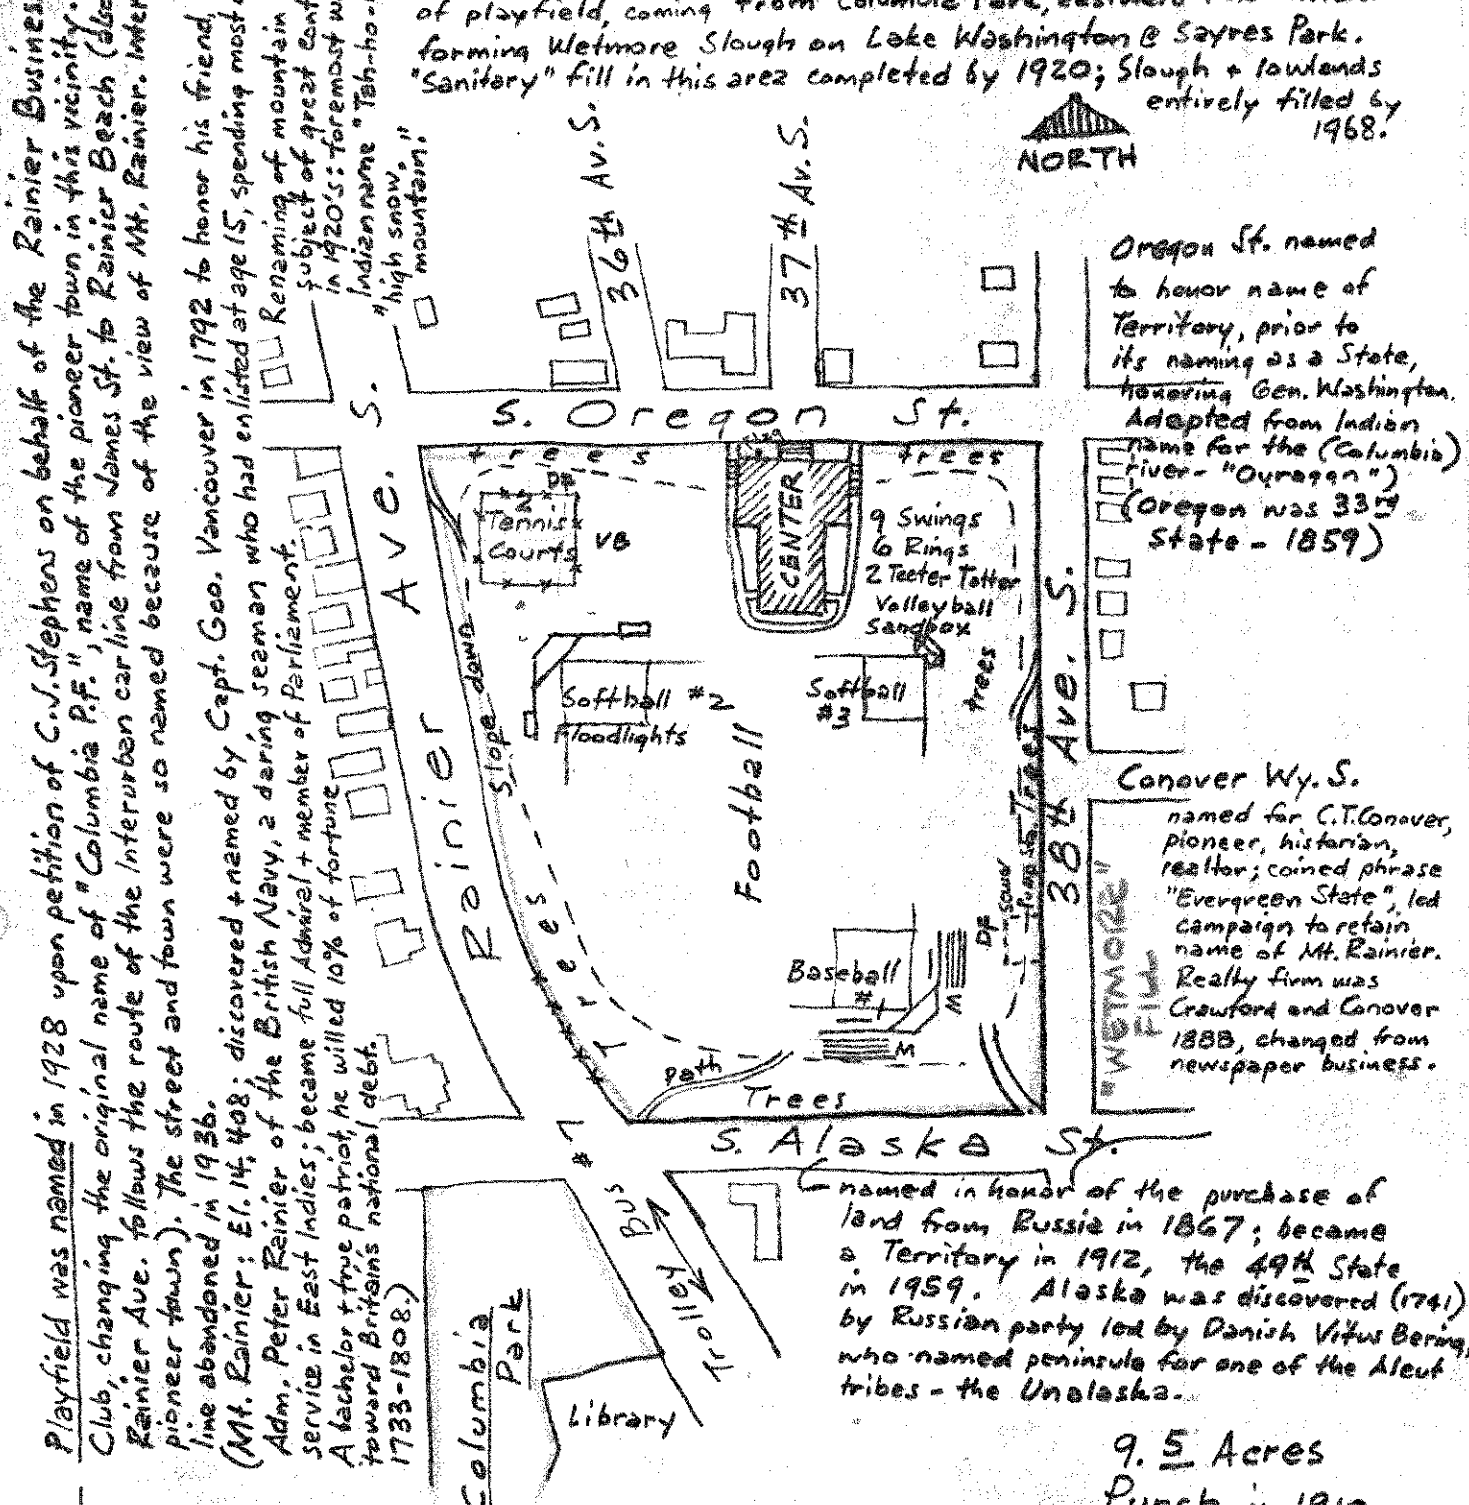 of playfield, coming from Columbia Park, eastward
forming Wetmore Slough on Lake Washington @ Sayres Park.
"Sanitary" fill in this area completed by 1920; Slough + lowlands
entirely filled by
1968.
NORTH
Playfield was named in 1928 upon petition of C.J. Stephens on behalf of the Rainier Business
Club, changing the original name of "Columbia P.F.", name of the pioneer town in this vicinity.
Rainier Ave. follows the route of the Interurban car line from James St. to Rainier Beach (also
pioneer town). The street and town were so named because of the view of Mt. Rainier. Inter
line abandoned in 1936.
(Mt. Rainier: El. 14,408; discovered + named by Capt. Geo. Vancouver in 1792 to honor his friend,
Adm. Peter Rainier of the British Navy, a daring seaman who had enlisted at age 15, spending most
service in East Indies; became full Admiral + member of Parliament.
A bachelor + true patriot, he willed 10% of fortune
toward Britain's national debt.
1733-1808.)
Renaming of mountain
subject of great cont
in 1920's: foremost w
Indian name "Tah-ho-
"high snow,
mountain."
36th Av. S.
37th Av. S.
Oregon St. named
to honor name of
Territory, prior to
its naming as a State,
honoring Gen. Washington.
Adapted from Indian
name for the (Columbia)
river - "Ouragan")
(Oregon was 33rd
State - 1859)
S. Oregon St.
Rainier Ave. S.
trees
trees
DF
2
Tennis
Courts
VB
CENTER
9 Swings
6 Rings
2 Teeter Totter
Volleyball
Sandbox
trees
Slope down
Softball #2
Floodlights
Softball
#3
Football
Trees
38th Ave. S.
Conover Wy. S.
named for C.T. Conover,
pioneer, historian,
realtor; coined phrase
"Evergreen State", led
campaign to retain
name of Mt. Rainier.
Realty firm was
Crawford and Conover
1888, changed from
newspaper business.
"WETMORE"
DF
sewer
pump sta.
Baseball
#1
M
M
Trees
Path
Trees
S. Alaska St.
named in honor of the purchase of
land from Russia in 1867; became
a Territory in 1912, the 49th State
in 1959. Alaska was discovered (1741)
by Russian party led by Danish Vitus Bering,
who named peninsula for one of the Aleut
tribes - the Unalaska.
#7
Bus
Trolley
Columbia
Park
Library
9.5 Acres